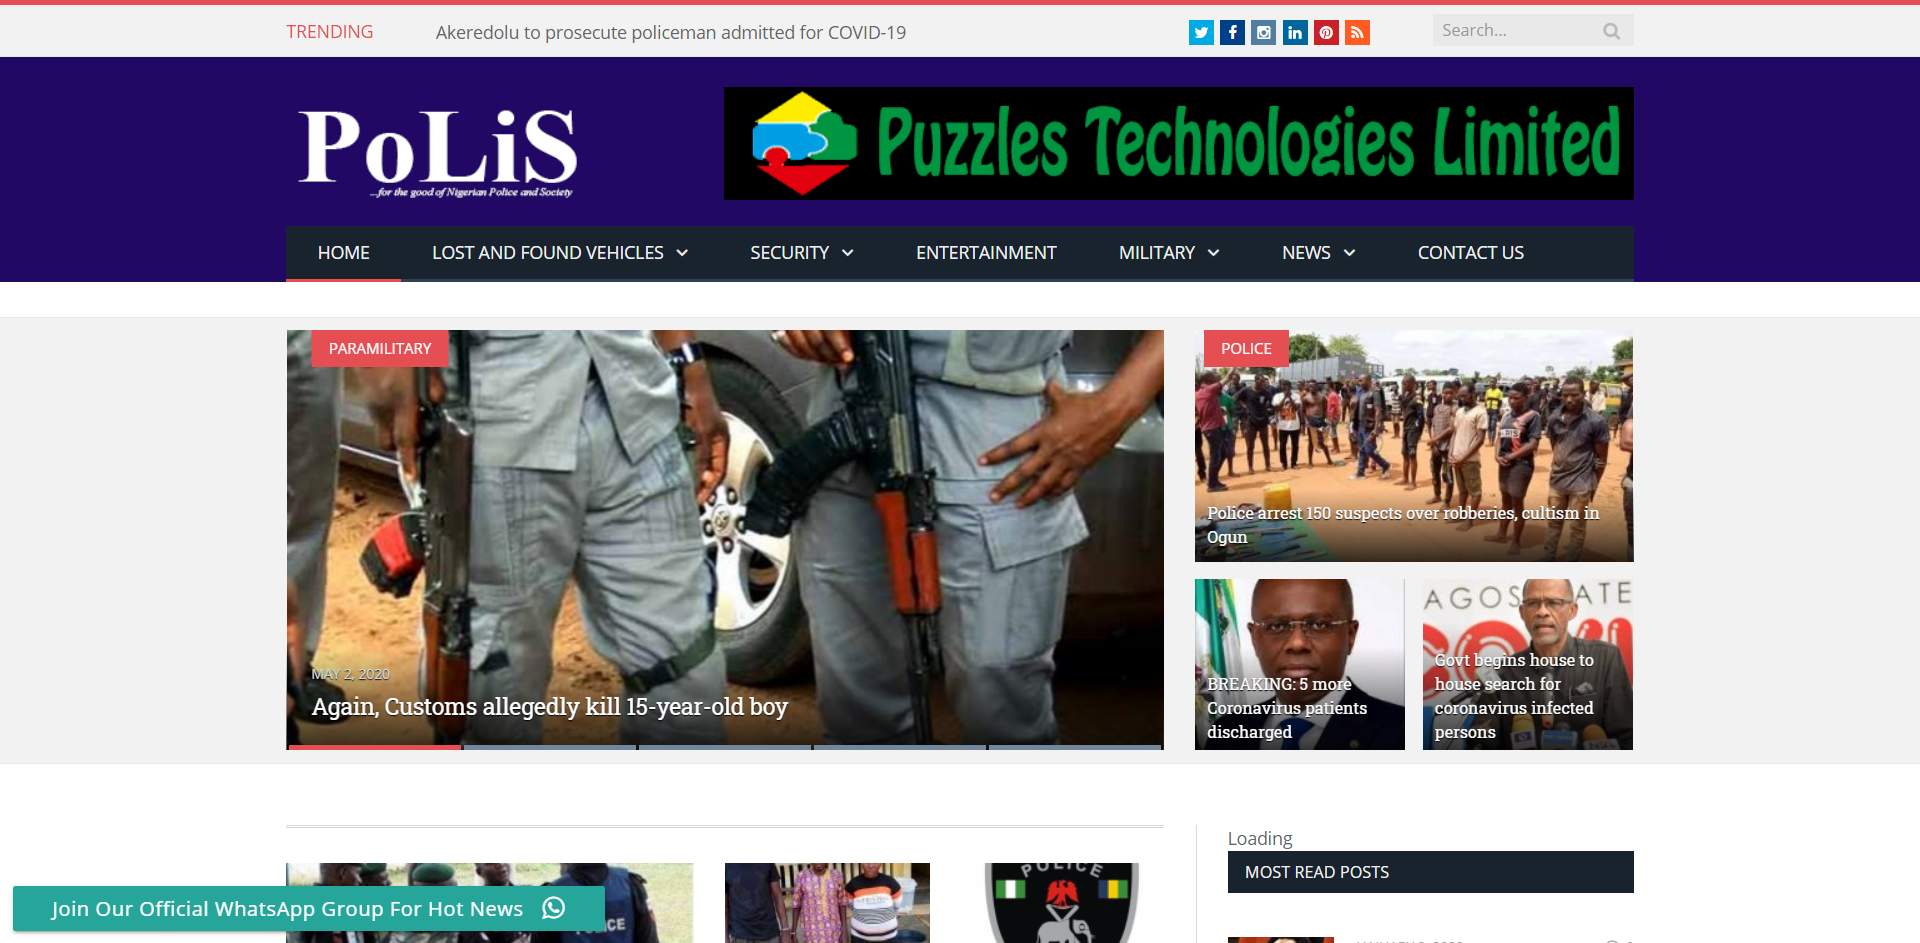 TRENDING
Akeredolu to prosecute policeman admitted for COVID-19
Search...
PoLiS
...for the good of Nigerian Police and Society
Puzzles Technologies Limited
HOME
LOST AND FOUND VEHICLES
SECURITY
ENTERTAINMENT
MILITARY
NEWS
CONTACT US
PARAMILITARY
MAY 2, 2020
Again, Customs allegedly kill 15-year-old boy
POLICE
Police arrest 150 suspects over robberies, cultism in
Ogun
BREAKING: 5 more
Coronavirus patients
discharged
AGOS ATE
Govt begins house to
house search for
coronavirus infected
persons
Loading
MOST READ POSTS
POLICE
Join Our Official WhatsApp Group For Hot News